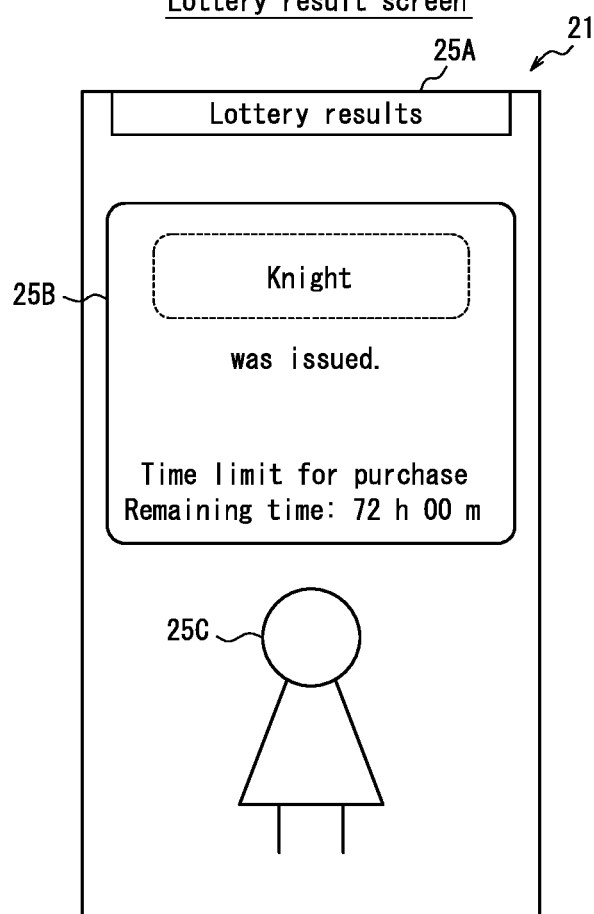 Lottery result screen
21
25A
Lottery results
Knight
25B
was issued.
Time limit for purchase
Remaining time: 72 h 00 m
25C